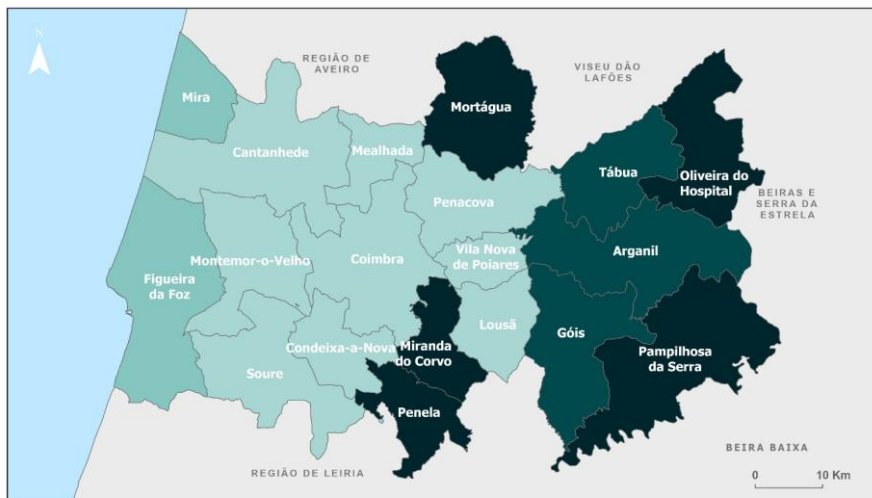 N
REGIÃO DE
AVEIRO
VISEU DÃO
LAFÕES
Mira
Mortágua
Cantanhede
Mealhada
Tábua
Oliveira do
Hospital
BEIRAS E
SERRA DA
ESTRELA
Penacova
Vila Nova
de Poiares
Arganil
Montemor-o-Velho
Coimbra
Figueira
da Foz
Lousã
Góis
Condeixa-a-Nova
Miranda
do Corvo
Pampilhosa
da Serra
Soure
Penela
BEIRA BAIXA
REGIÃO DE LEIRIA
0 10 Km